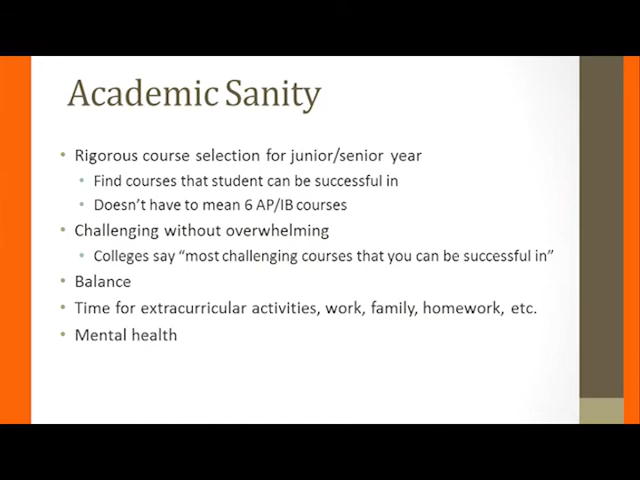 Academic Sanity
• Rigorous course selection for junior/senior year
• Find courses that student can be successful in
• Doesn't have to mean 6 AP/IB courses
• Challenging without overwhelming
• Colleges say “most challenging courses that you can be successful in”
• Balance
• Time for extracurricular activities, work, family, homework, etc.
• Mental health